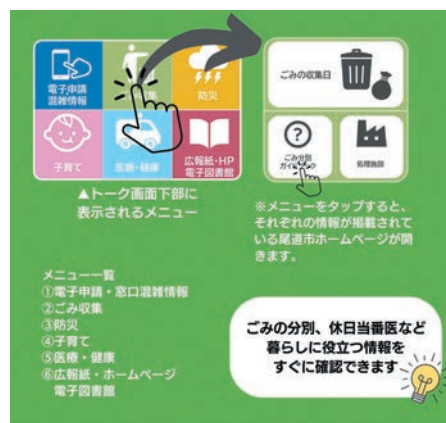 電子申請
混雑情報
集
防災
子育て
医療・健康
広報紙・HP
電子図書館
▲トーク画面下部に
表示されるメニュー
ごみの収集日
ごみ分別
処理施設
※メニューをタップすると、
それぞれの情報が掲載されて
いる尾道市ホームページが開
きます。
メニュー一覧
①電子申請・窓口混雑情報
②ごみ収集
③防災
④子育て
⑤医療・健康
⑥広報紙・ホームページ
電子図書館
ごみの分別、休日当番医など
暮らしに役立つ情報を
すぐに確認できます